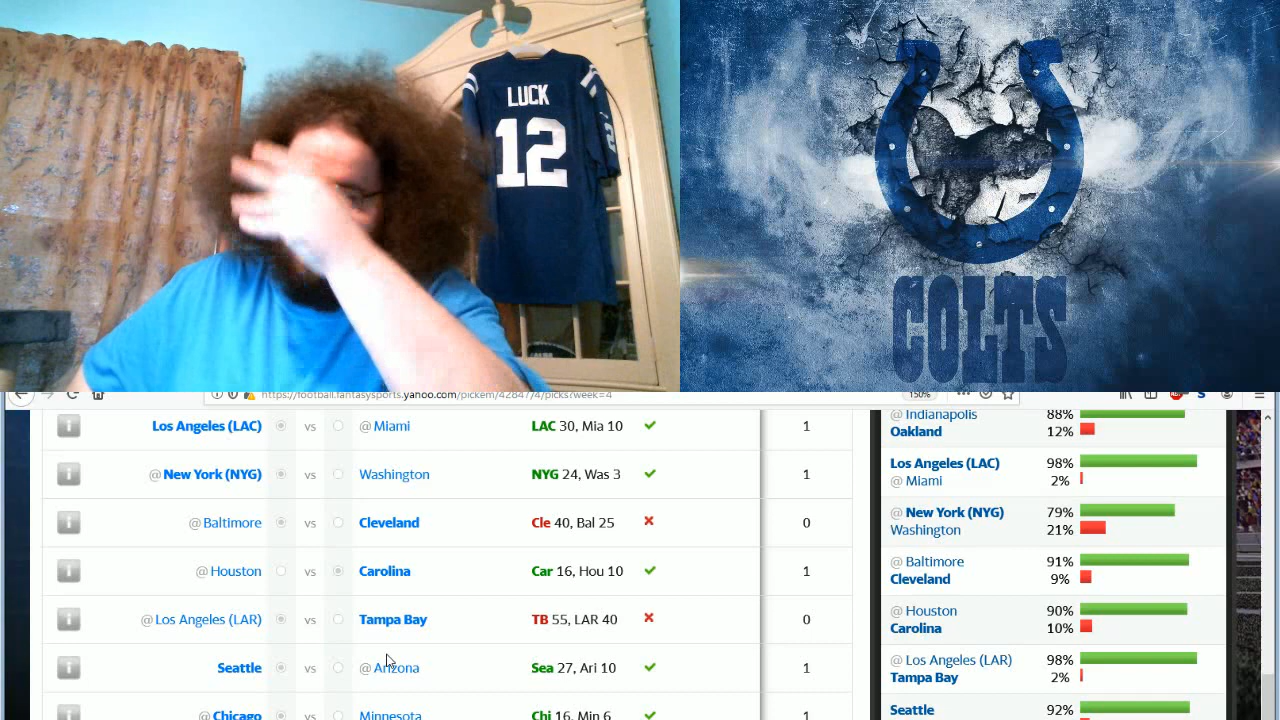 LUCK
12
COLTS
https://football.fantasysports.yahoo.com/pickem/42847/4/picks?week=4
150%
Los Angeles (LAC) vs @ Miami LAC 30, Mia 10 1
@ New York (NYG) vs Washington NYG 24, Was 3 1
@ Baltimore vs Cleveland Cle 40, Bal 25 0
@ Houston vs Carolina Car 16, Hou 10 1
@ Los Angeles (LAR) vs Tampa Bay TB 55, LAR 40 0
Seattle vs @ Arizona Sea 27, Ari 10 1
@ Chicago vs Minnesota Chi 16, Min 6 1
@ Indianapolis 88%
Oakland 12%
Los Angeles (LAC) 98%
@ Miami 2%
@ New York (NYG) 79%
Washington 21%
@ Baltimore 91%
Cleveland 9%
@ Houston 90%
Carolina 10%
@ Los Angeles (LAR) 98%
Tampa Bay 2%
Seattle 92%